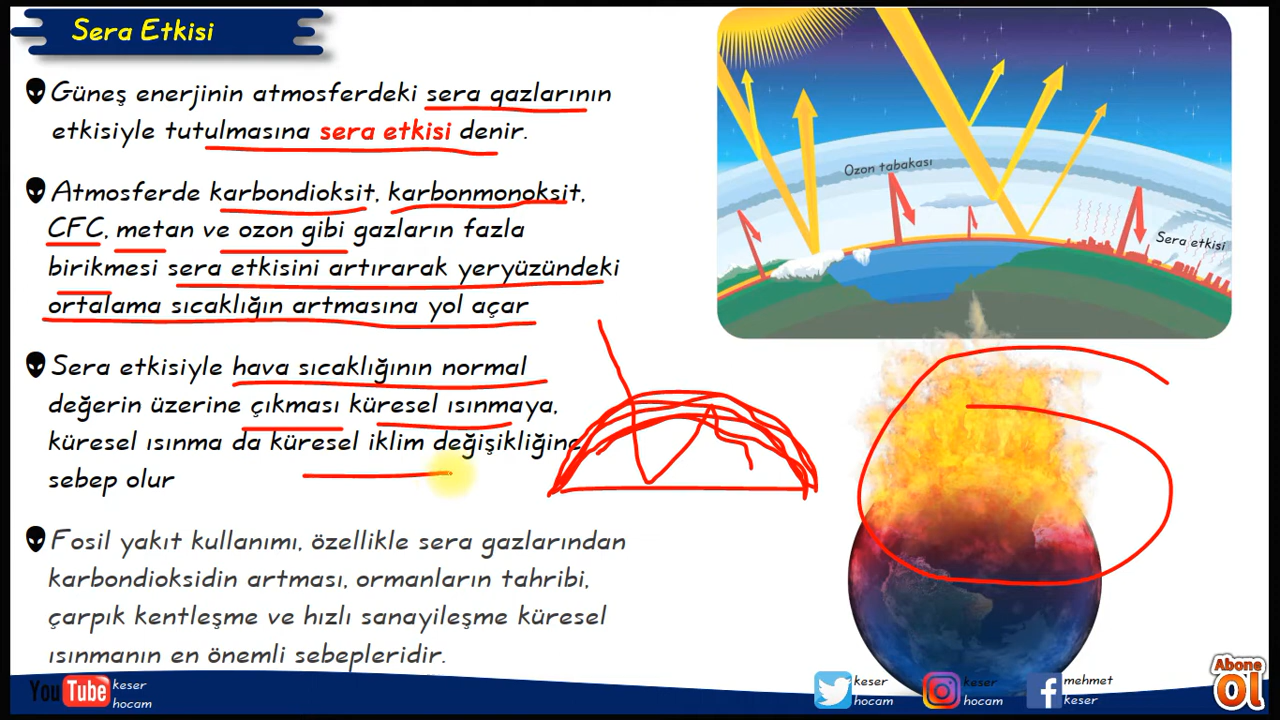 Sera Etkisi
Güneş enerjinin atmosferdeki sera qazlarının
etkisiyle tutulmasına sera etkisi denir.
Atmosferde karbondioksit, karbonmonoksit,
CFC, metan ve ozon gibi gazların fazla
birikmesi sera etkisini artırarak yeryüzündeki
ortalama sıcaklığın artmasına yol açar
Sera etkisiyle hava sıcaklığının normal
değerin üzerine çıkması küresel ısınmaya,
küresel ısınma da küresel iklim değişikliğine
sebep olur
Fosil yakıt kullanımı, özellikle sera gazlarından
karbondioksidin artması, ormanların tahribi,
çarpık kentleşme ve hızlı sanayileşme küresel
ısınmanın en önemli sebepleridir.
Ozon tabakası
Sera etkisi
YouTube
keser
hocam
keser
hocam
keser
hocam
mehmet
keser
Abone
Ol